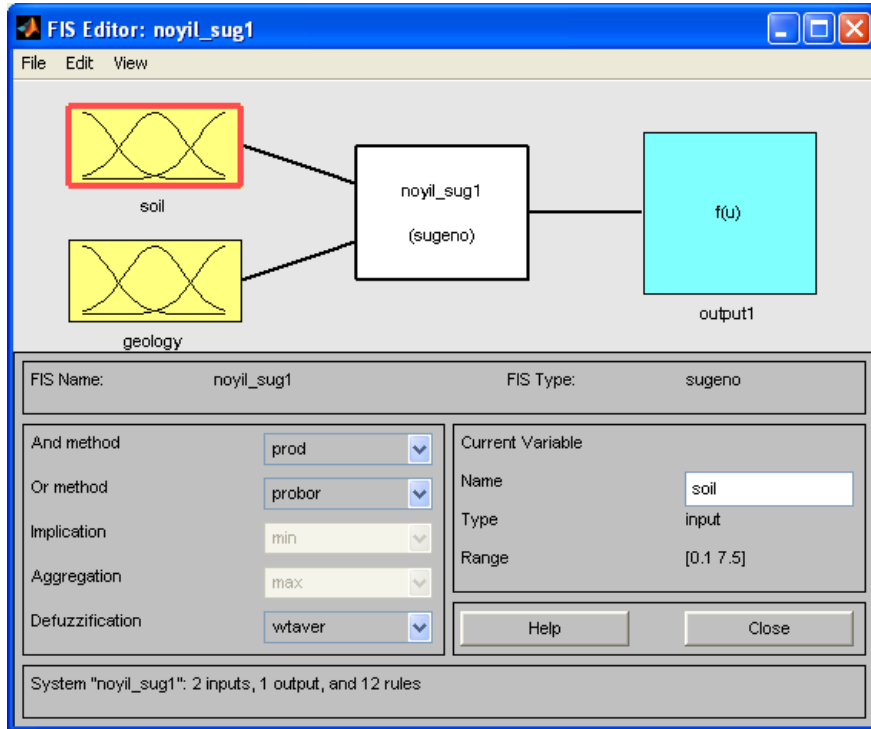 FIS Editor: noyil_sug1
File Edit View
soil
geology
noyil_sug1
(sugeno)
f(u)
output1
FIS Name: noyil_sug1 FIS Type: sugeno
And method prod
Or method probor
Implication min
Aggregation max
Defuzzification wtaver
Current Variable
Name soil
Type input
Range [0.1 7.5]
Help Close
System "noyil_sug1": 2 inputs, 1 output, and 12 rules